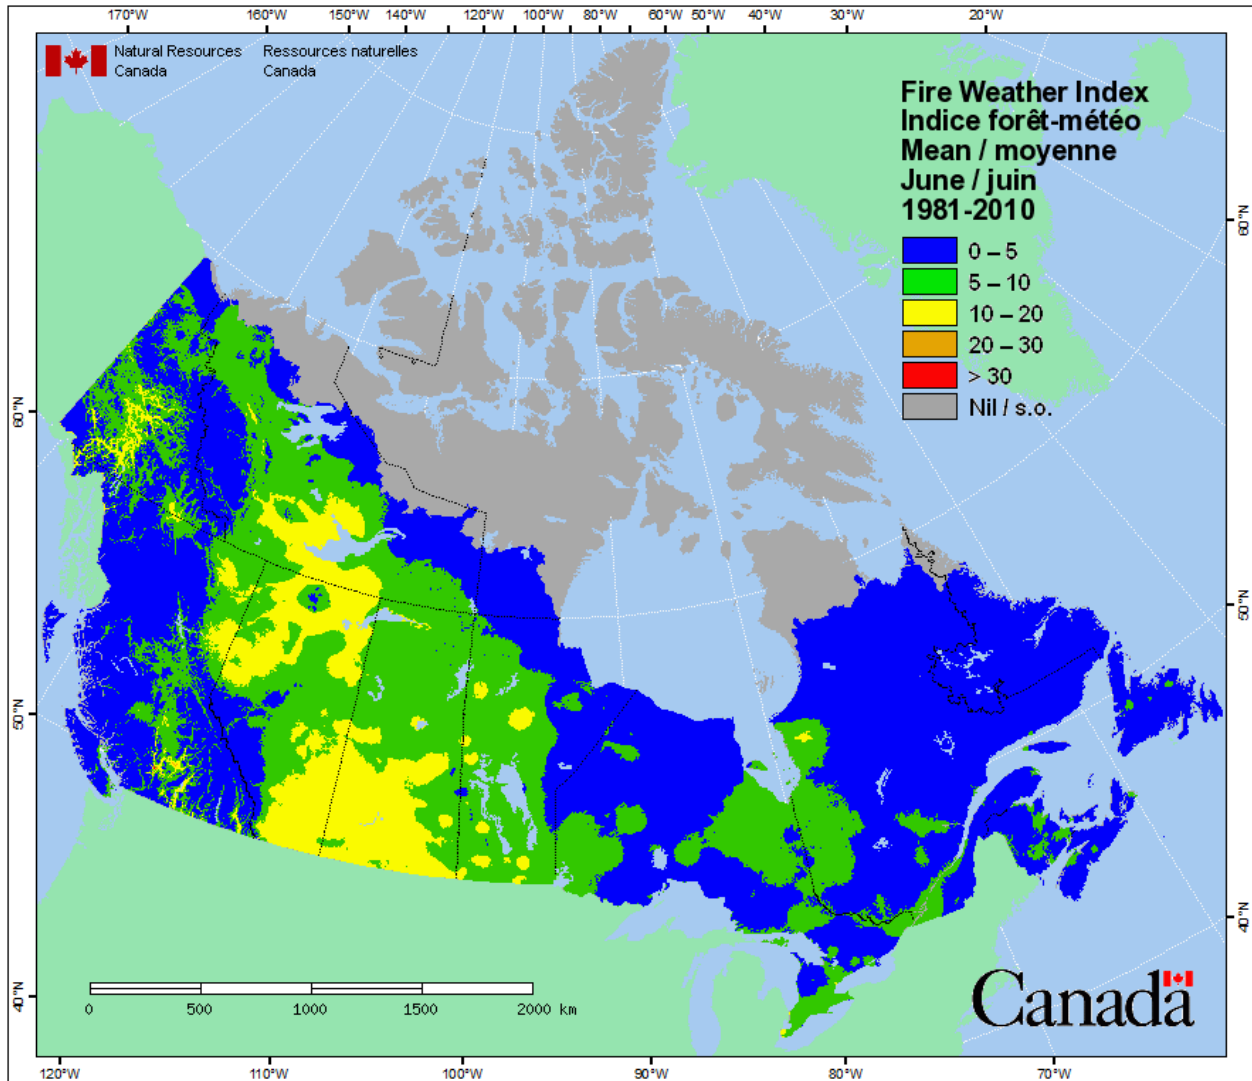 170°W 160°W 150°W 140°W 120°W 100°W 80°W 60°W 50°W 40°W 30°W 20°W
Natural Resources Ressources naturelles
Canada Canada
Fire Weather Index
Indice forêt-météo
Mean / moyenne
June / juin
1981-2010
0 – 5
5 – 10
10 – 20
20 – 30
> 30
Nil / s.o.
60°N
50°N
40°N
60°N
50°N
40°N
0 500 1000 1500 2000 km
Canada
120°W 110°W 100°W 90°W 80°W 70°W